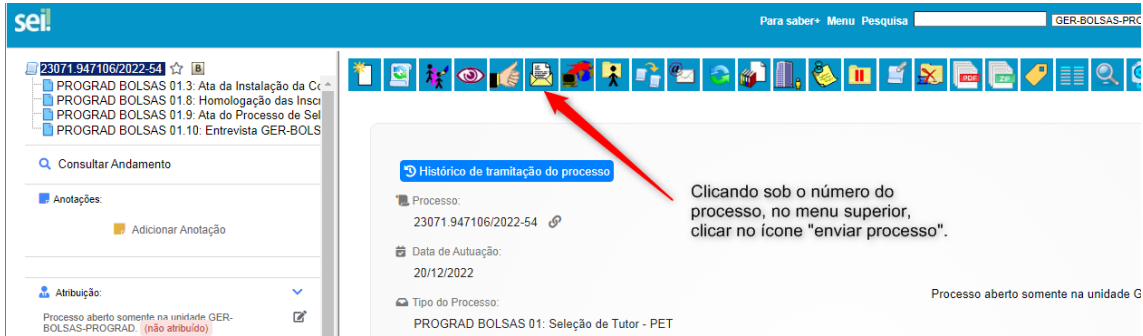 sei!
Para saber+ Menu Pesquisa
GER-BOLSAS-PRO
23071.947106/2022-54
B
PROGRAD BOLSAS 01.3: Ata da Instalação da Co
PROGRAD BOLSAS 01.8: Homologação das Inscr
PROGRAD BOLSAS 01.9: Ata do Processo de Sel
PROGRAD BOLSAS 01.10: Entrevista GER-BOLS
Consultar Andamento
Anotações:
Adicionar Anotação
Atribuição:
Processo aberto somente na unidade GER-
BOLSAS-PROGRAD. (não atribuído)
PDF
ZIP
Histórico de tramitação do processo
Processo:
23071.947106/2022-54
Data de Autuação:
20/12/2022
Tipo do Processo:
PROGRAD BOLSAS 01: Seleção de Tutor - PET
Clicando sob o número do
processo, no menu superior,
clicar no ícone "enviar processo".
Processo aberto somente na unidade G